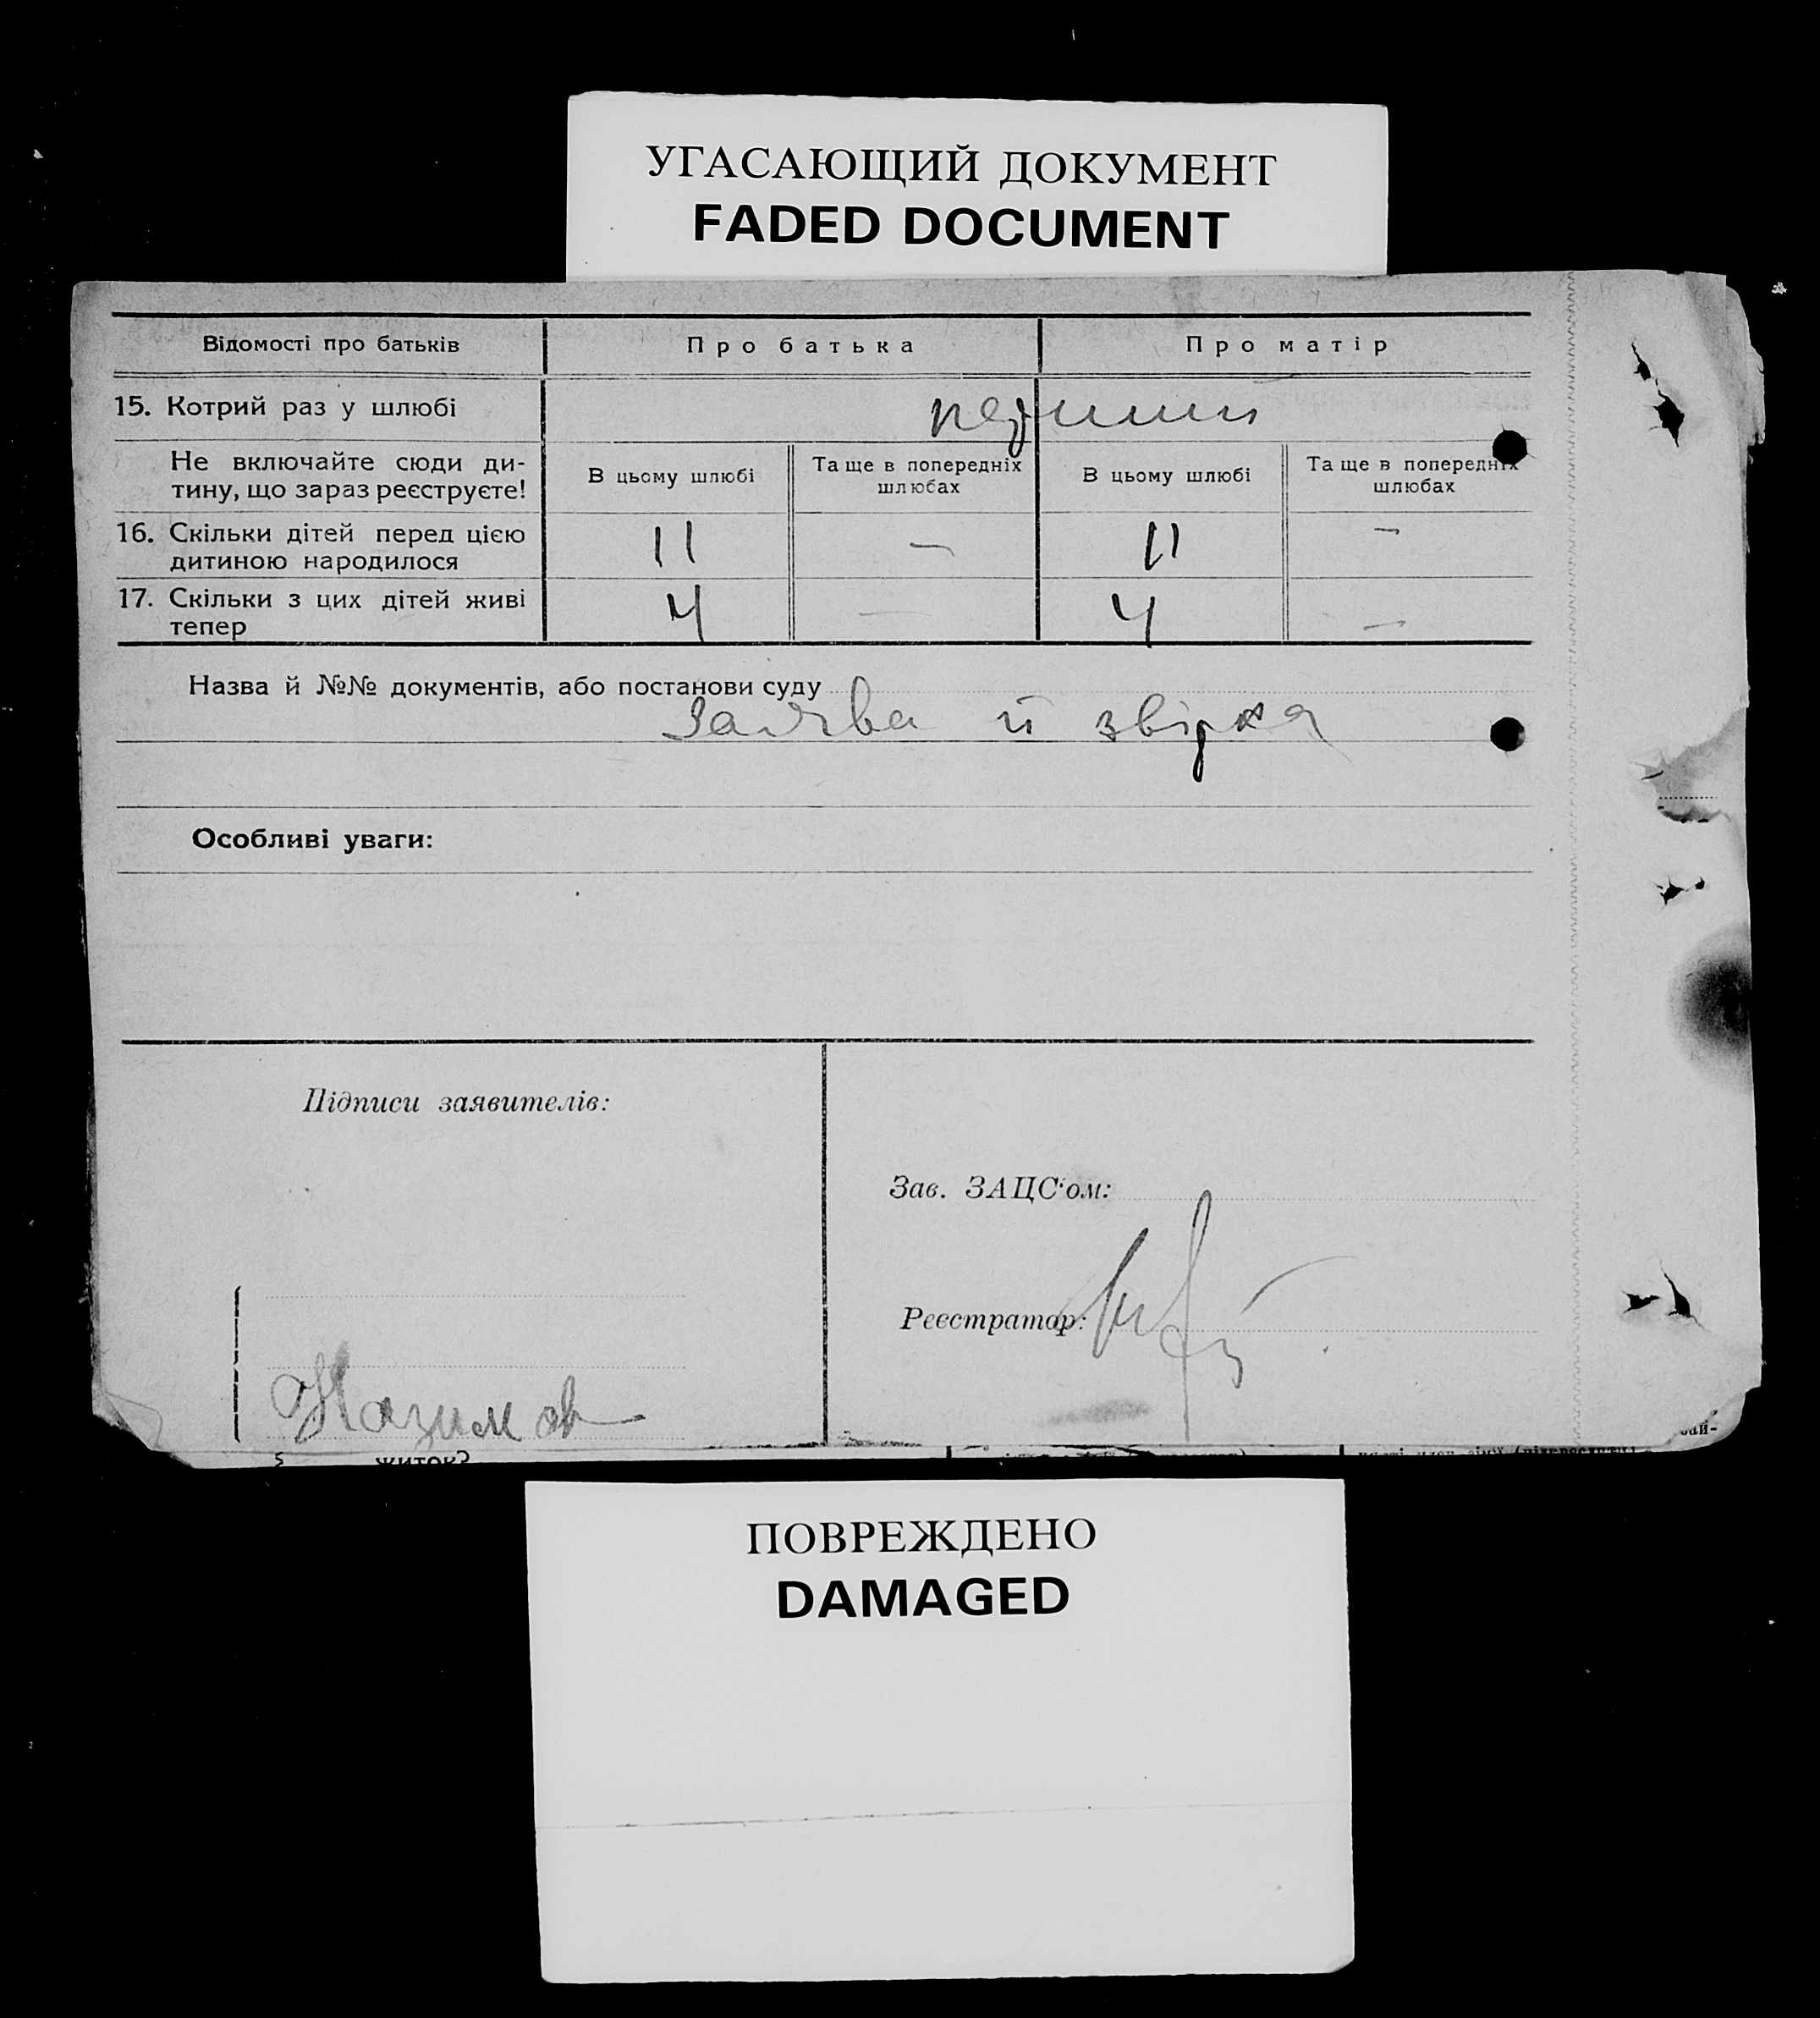 УГАСАЮЩИЙ ДОКУМЕНТ
FADED DOCUMENT
Відомості про батьків
Про батька
Про матір
15. Котрий раз у шлюбі
перший
Не включайте сюди ди-
тину, що зараз реєструєте!
В цьому шлюбі
Та ще в попередніх
шлюбах
В цьому шлюбі
Та ще в попередніх
шлюбах
16. Скільки дітей перед цією
дитиною народилося
11
—
11
—
17. Скільки з цих дітей живі
тепер
4
—
4
—
Назва й №№ документів, або постанови суду
Заява й звірка
Особливі уваги:
Підписи заявителів:
Зав. ЗАЦС'ом:
Реєстратор:
житок?
ПОВРЕЖДЕНО
DAMAGED